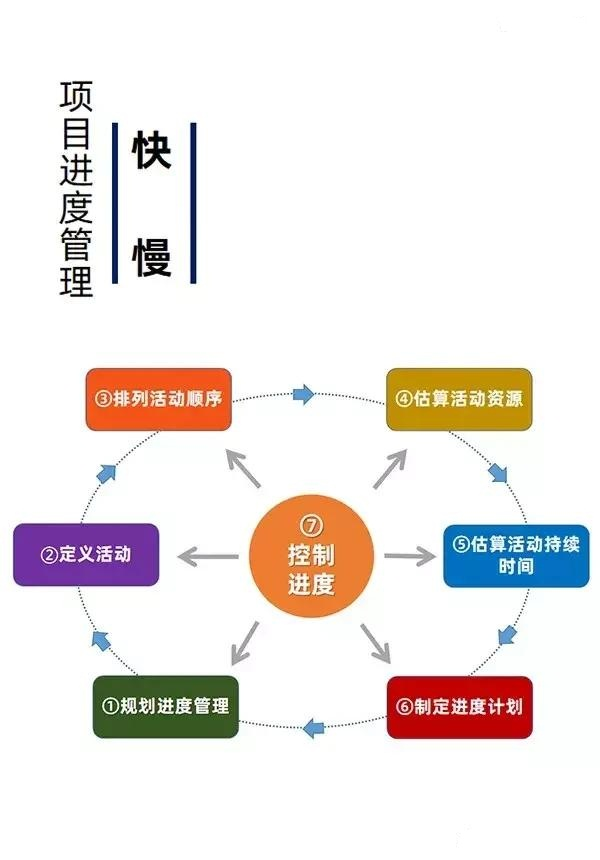 项目进度管理
快
慢
③排列活动顺序
④估算活动资源
②定义活动
⑦
控制
进度
⑤估算活动持续
时间
①规划进度管理
⑥制定进度计划